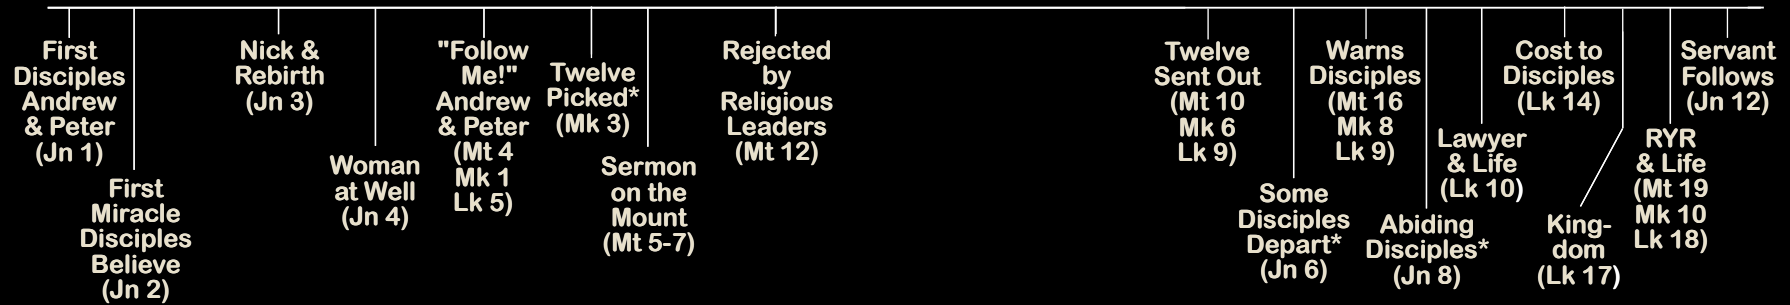 First
Disciples
Andrew
& Peter
(Jn 1)
First
Miracle
Disciples
Believe
(Jn 2)
Nick &
Rebirth
(Jn 3)
Woman
at Well
(Jn 4)
"Follow
Me!"
Andrew
& Peter
(Mt 4
Mk 1
Lk 5)
Twelve
Picked*
(Mk 3)
Sermon
on the
Mount
(Mt 5-7)
Rejected
by
Religious
Leaders
(Mt 12)
Twelve
Sent Out
(Mt 10
Mk 6
Lk 9)
Some
Disciples
Depart*
(Jn 6)
Warns
Disciples
(Mt 16
Mk 8
Lk 9)
Abiding
Disciples*
(Jn 8)
Lawyer
& Life
(Lk 10)
Cost to
Disciples
(Lk 14)
King-
dom
(Lk 17)
RYR
& Life
(Mt 19
Mk 10
Lk 18)
Servant
Follows
(Jn 12)